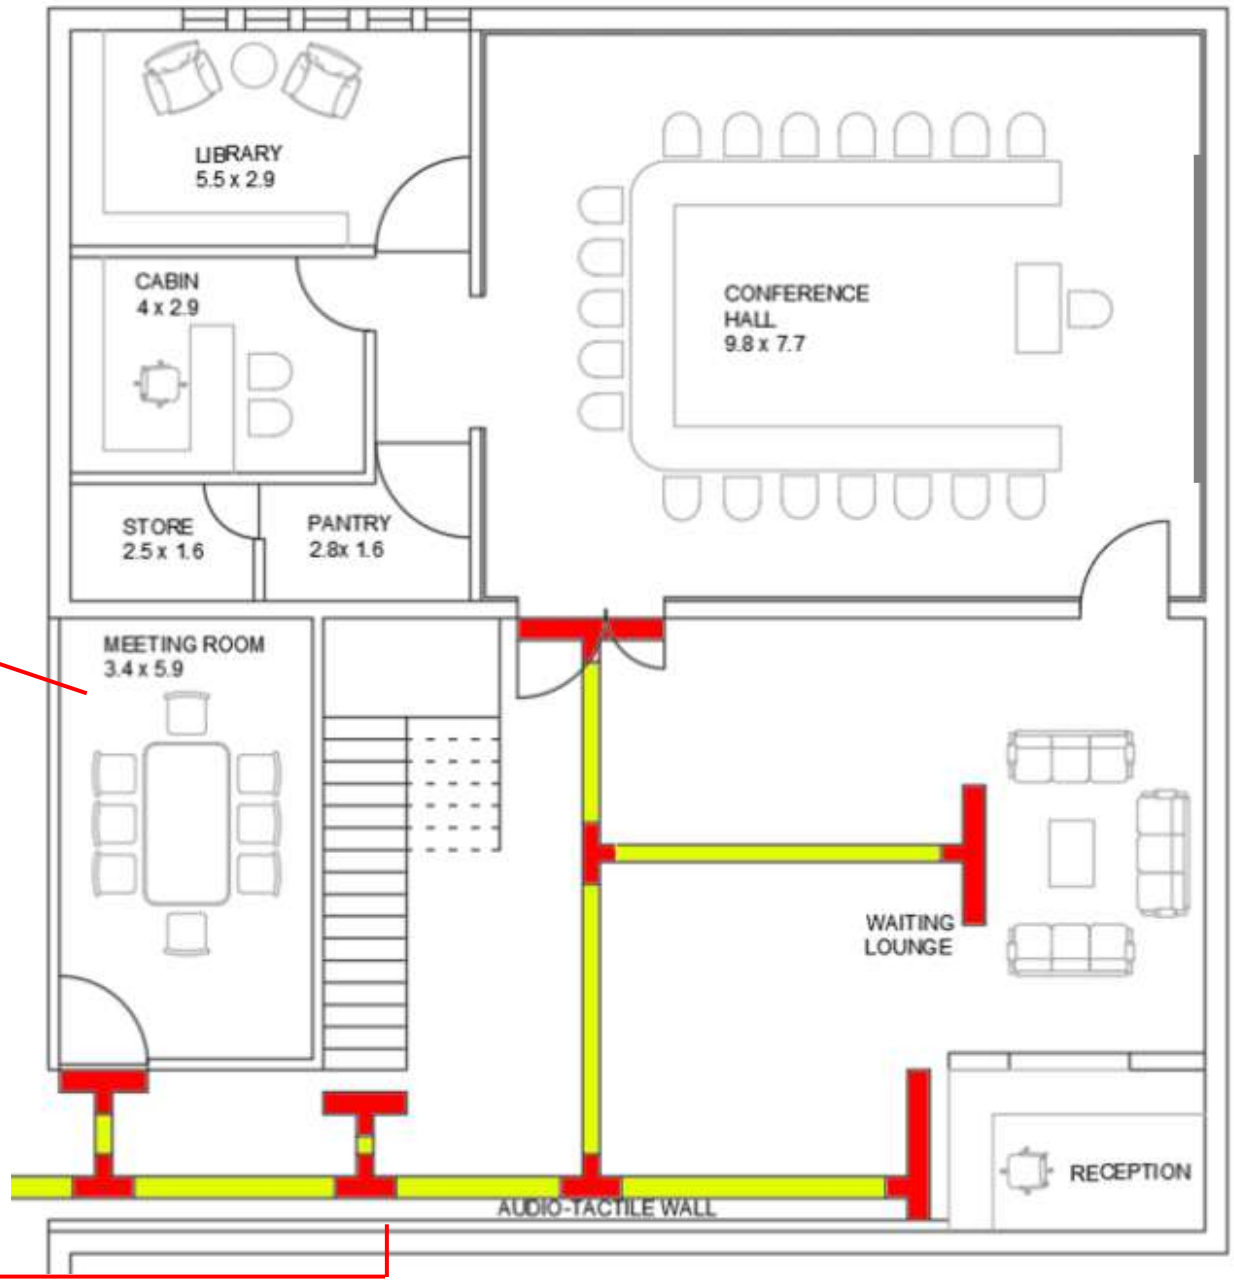 LIBRARY
5.5 x 2.9
CABIN
4 x 2.9
CONFERENCE
HALL
9.8 x 7.7
STORE
2.5 x 1.6
PANTRY
2.8x 1.6
MEETING ROOM
3.4 x 5.9
WAITING
LOUNGE
RECEPTION
AUDIO-TACTILE WALL